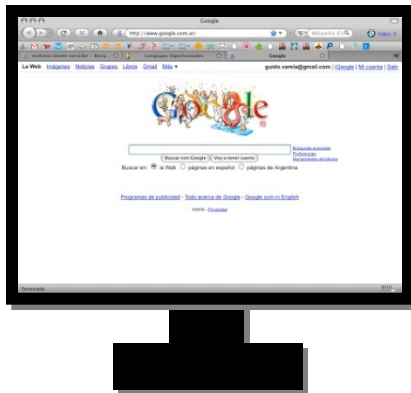 Google
http://www.google.com.ar/
Google
La Web Imágenes Noticias Grupos Libros Gmail Más ▼ guido.varela@gmail.com | iGoogle | Mi cuenta | Salir
Google
Búsqueda avanzada
Preferencias
Herramientas del idioma
Buscar con Google Voy a tener suerte
Buscar en: la Web páginas en español páginas de Argentina
Programas de publicidad - Todo acerca de Google - Google.com in English
Privacidad
Terminado